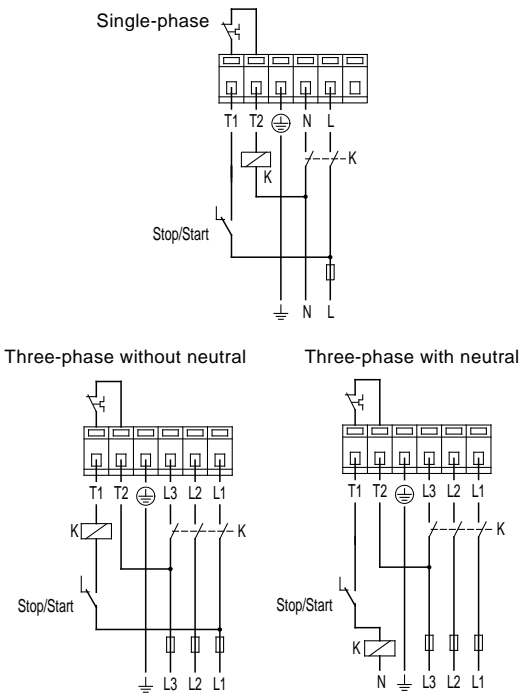 Single-phase
T1 T2 N L
K
K
Stop/Start
N L
Three-phase without neutral
T1 T2 L3 L2 L1
K
K
Stop/Start
L3 L2 L1
Three-phase with neutral
T1 T2 L3 L2 L1
K
Stop/Start
K
N L3 L2 L1